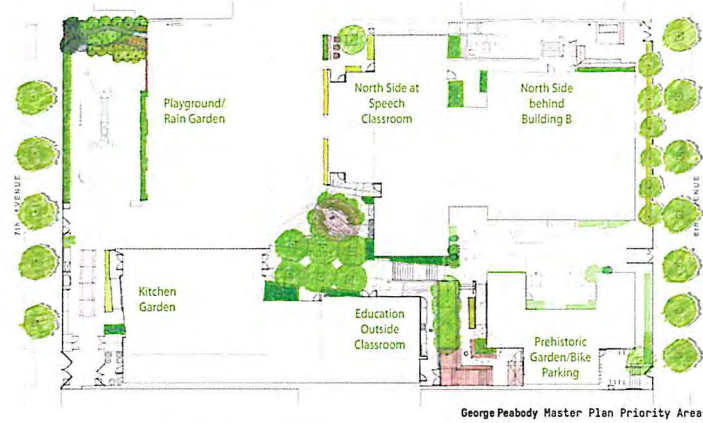 Playground/
Rain Garden
North Side at
Speech
Classroom
North Side
behind
Building B
7TH AVENUE
6TH AVENUE
Kitchen
Garden
Education
Outside
Classroom
Prehistoric
Garden/Bike
Parking
George Peabody Master Plan Priority Area